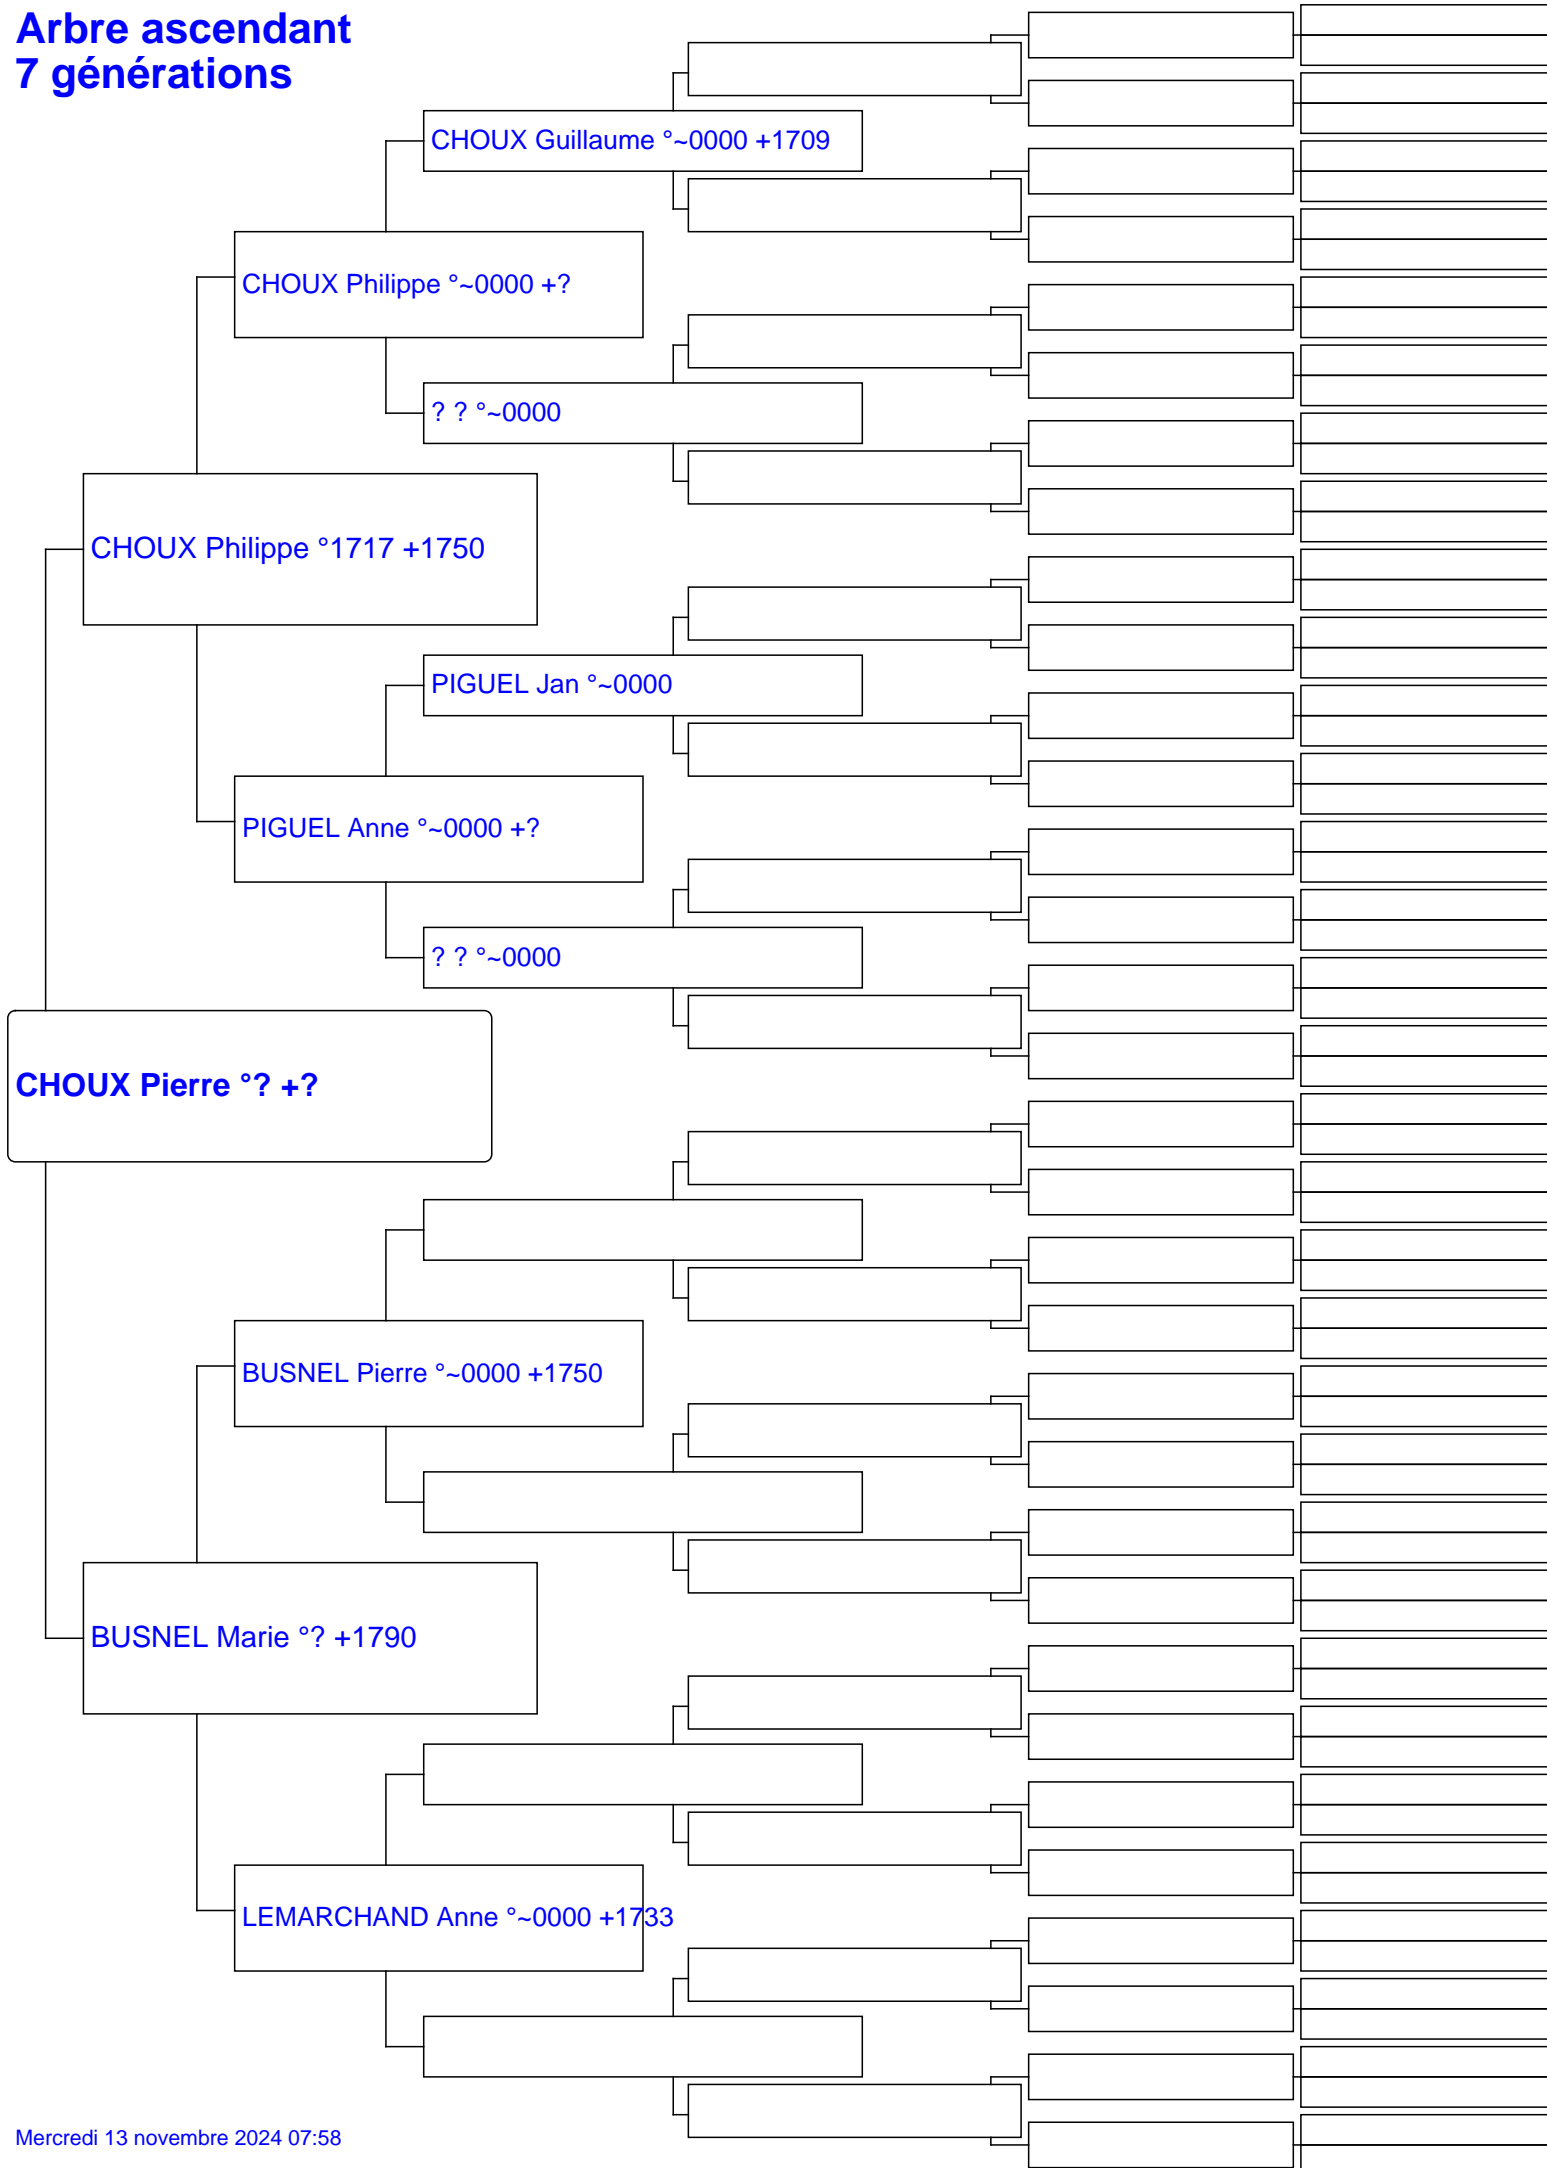 Arbre ascendant
7 générations
CHOUX Guillaume °~0000 +1709
CHOUX Philippe °~0000 +?
? ? °~0000
CHOUX Philippe °1717 +1750
PIGUEL Jan °~0000
PIGUEL Anne °~0000 +?
? ? °~0000
CHOUX Pierre °? +?
BUSNEL Pierre °~0000 +1750
BUSNEL Marie °? +1790
LEMARCHAND Anne °~0000 +1733
Mercredi 13 novembre 2024 07:58